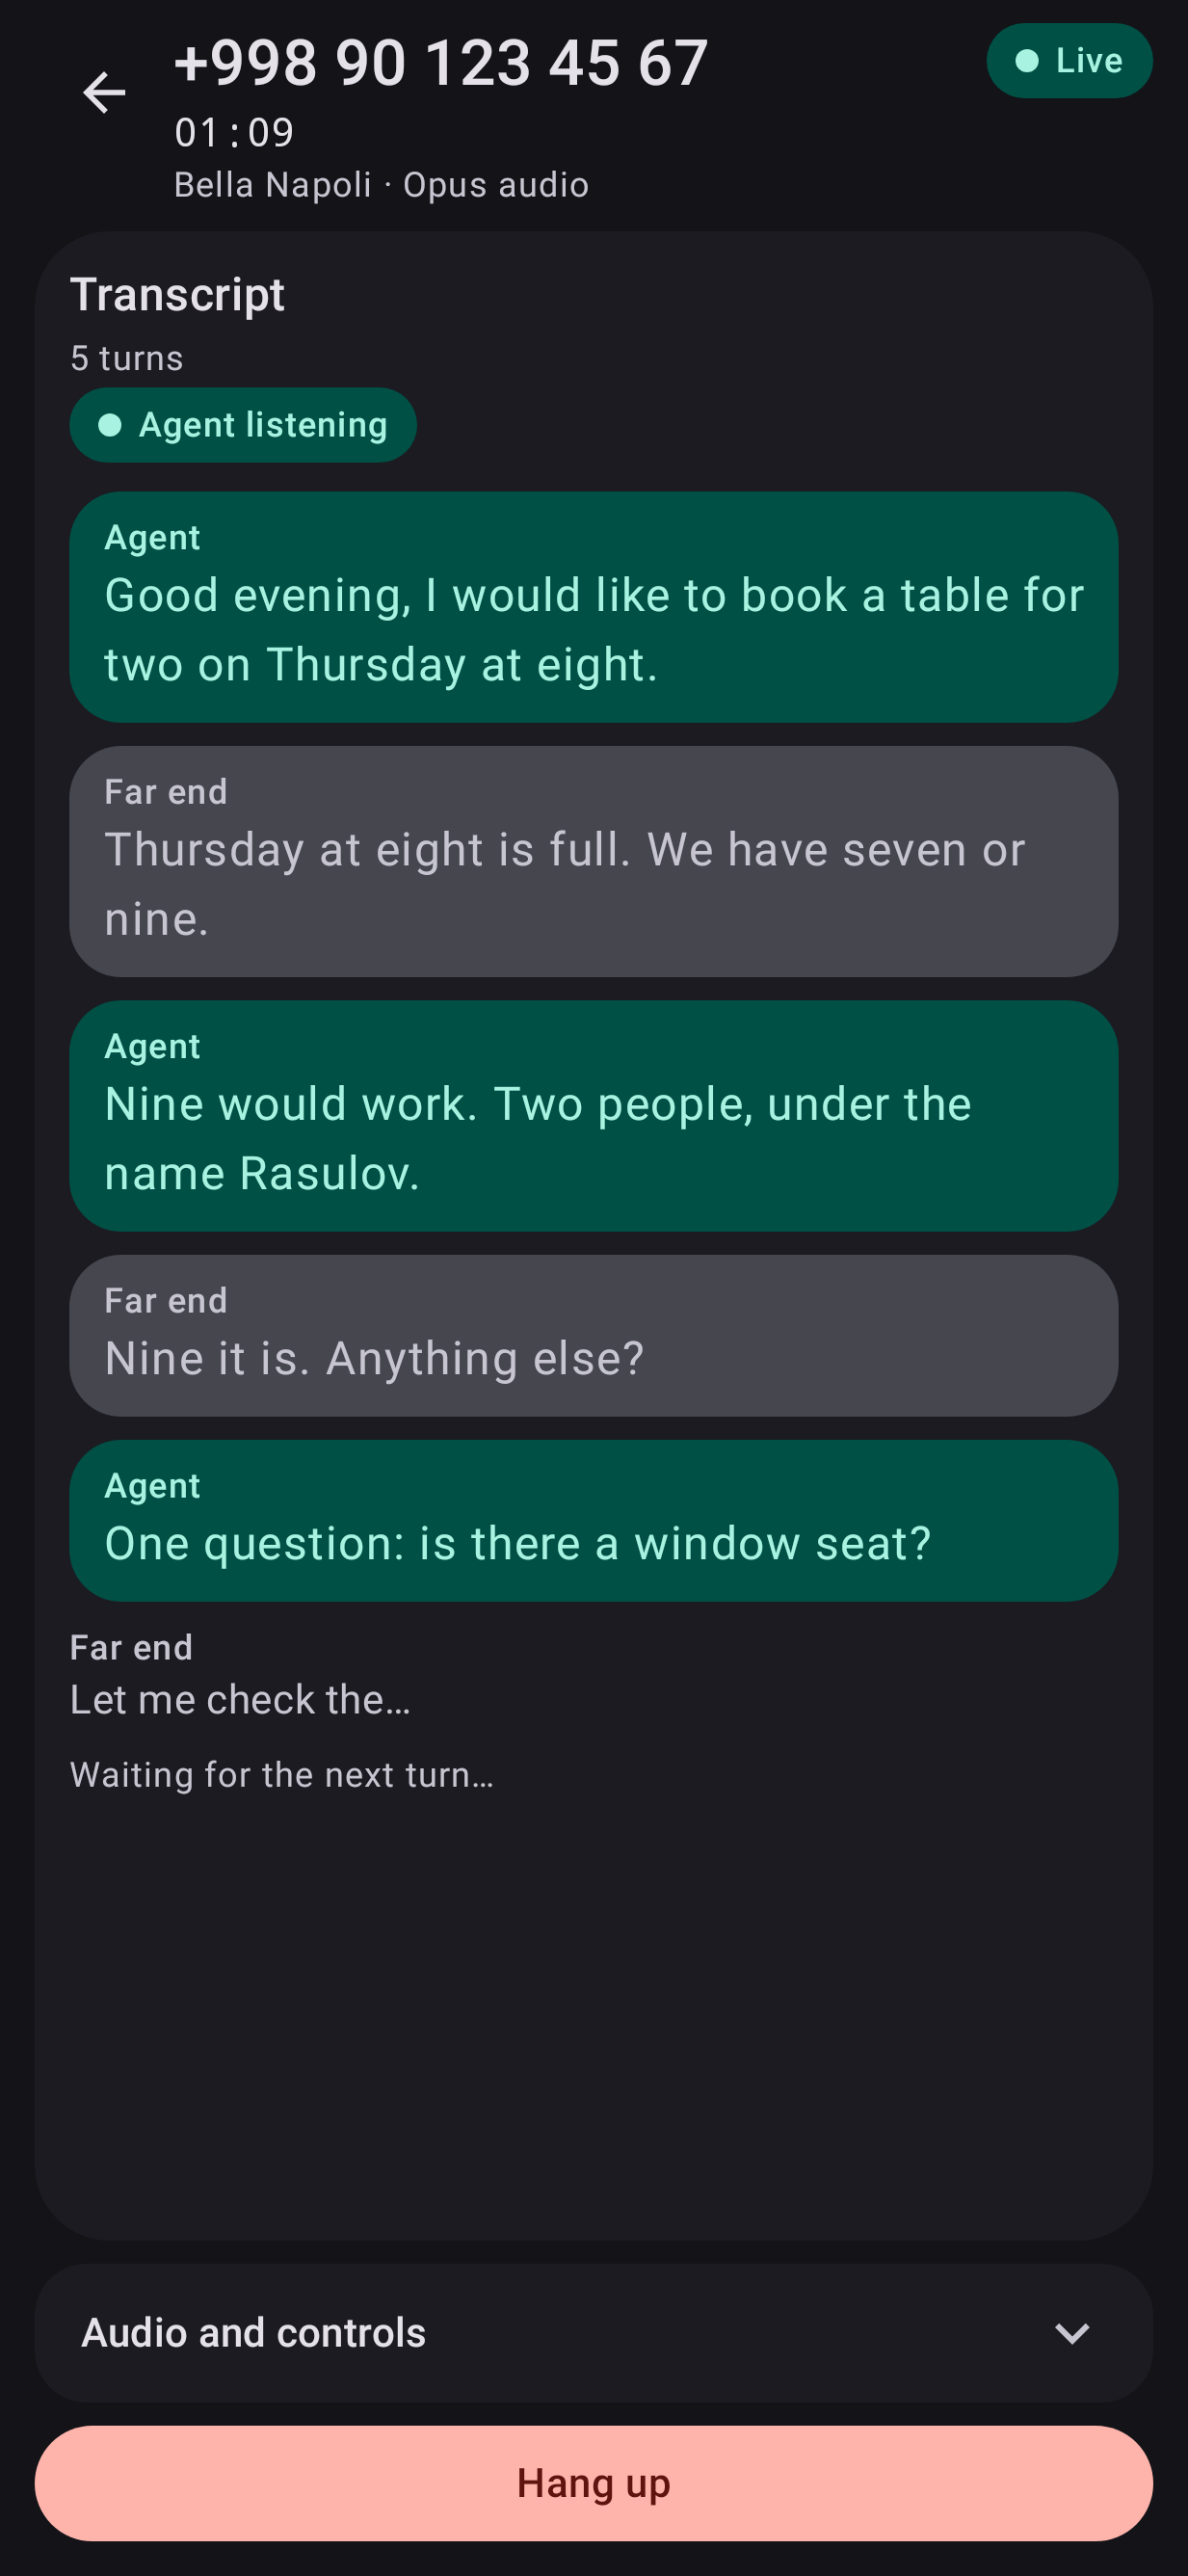 +998 90 123 45 67
Live
01:09
Bella Napoli · Opus audio
Transcript
5 turns
Agent listening
Agent
Good evening, I would like to book a table for
two on Thursday at eight.
Far end
Thursday at eight is full. We have seven or
nine.
Agent
Nine would work. Two people, under the
name Rasulov.
Far end
Nine it is. Anything else?
Agent
One question: is there a window seat?
Far end
Let me check the…
Waiting for the next turn…
Audio and controls
Hang up